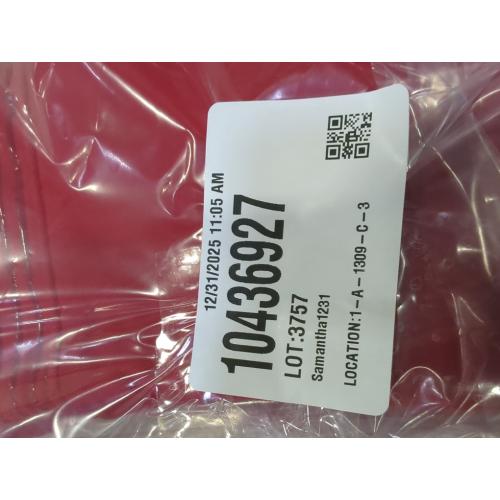 12/31/2025 11:05 AM
10436927
LOT:3757
Samantha1231
LOCATION:1-A-1309-C-3